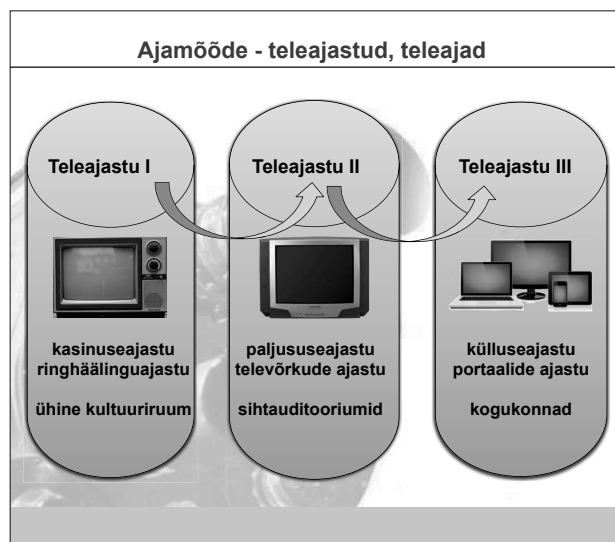 Ajamõõde - teleajastud, teleajad
Teleajastu I
kasinuseajastu
ringhäälinguajastu
ühine kultuuriruum
Teleajastu II
paljususeajastu
televõrkude ajastu
sihtauditooriumid
Teleajastu III
külluseajastu
portaalide ajastu
kogukonnad